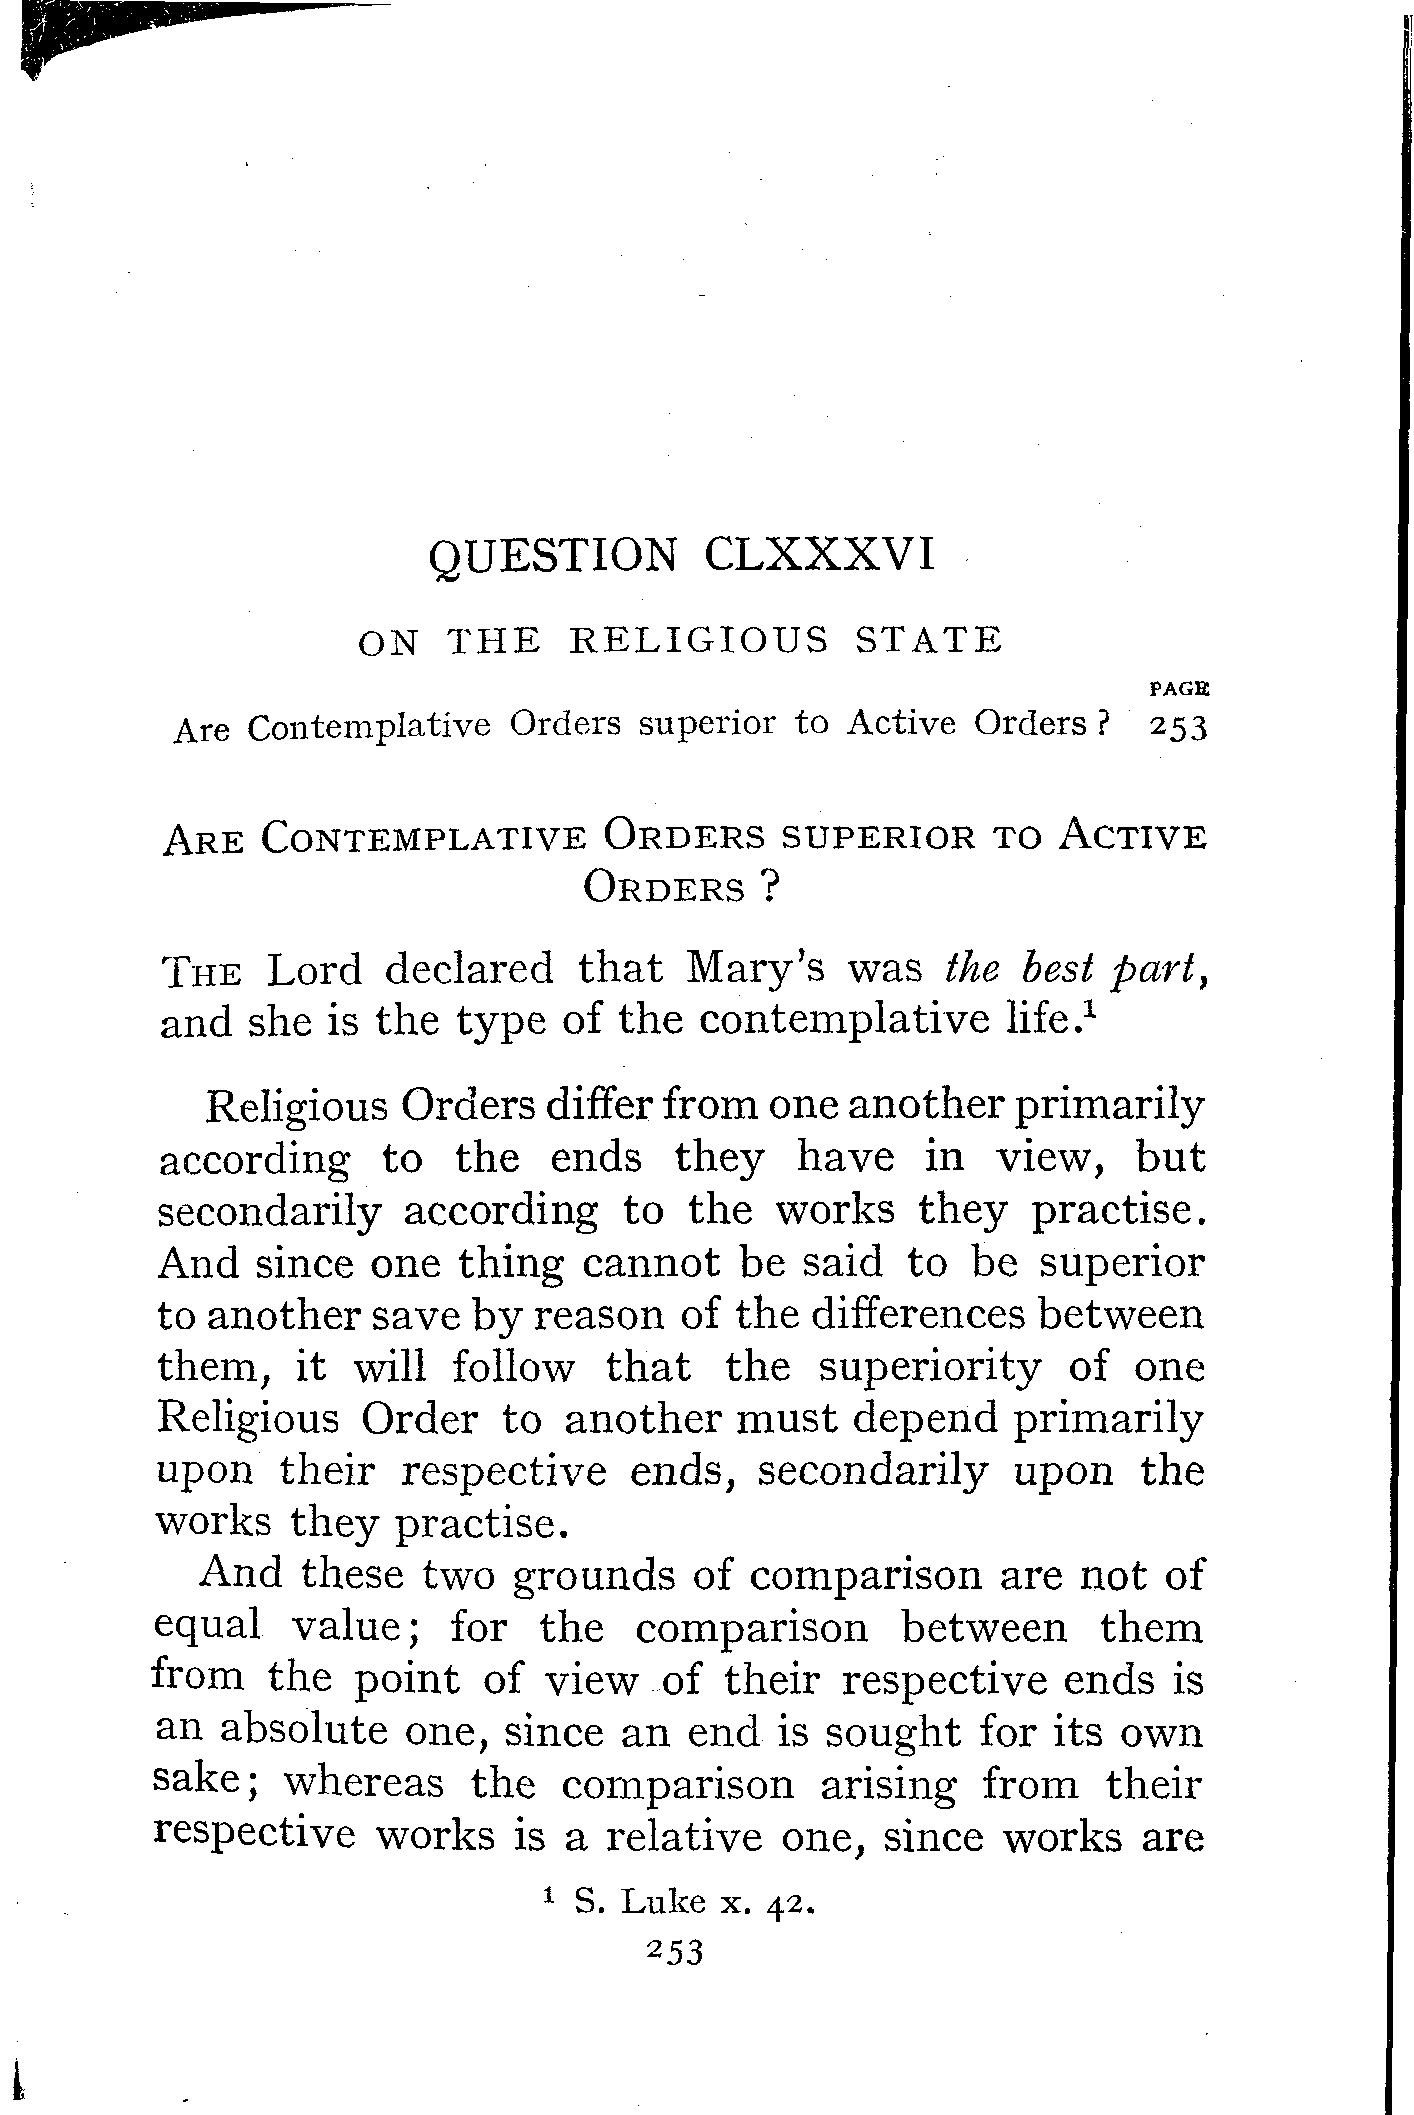 QUESTION CLXXXVI
ON THE RELIGIOUS STATE
PAGE
Are Contemplative Orders superior to Active Orders? 253
ARE CONTEMPLATIVE ORDERS SUPERIOR TO ACTIVE
ORDERS?
THE Lord declared that Mary's was the best part,
and she is the type of the contemplative life.¹
Religious Orders differ from one another primarily
according to the ends they have in view, but
secondarily according to the works they practise.
And since one thing cannot be said to be superior
to another save by reason of the differences between
them, it will follow that the superiority of one
Religious Order to another must depend primarily
upon their respective ends, secondarily upon the
works they practise.
And these two grounds of comparison are not of
equal value; for the comparison between them
from the point of view of their respective ends is
an absolute one, since an end is sought for its own
sake; whereas the comparison arising from their
respective works is a relative one, since works are
¹ S. Luke x. 42.
253